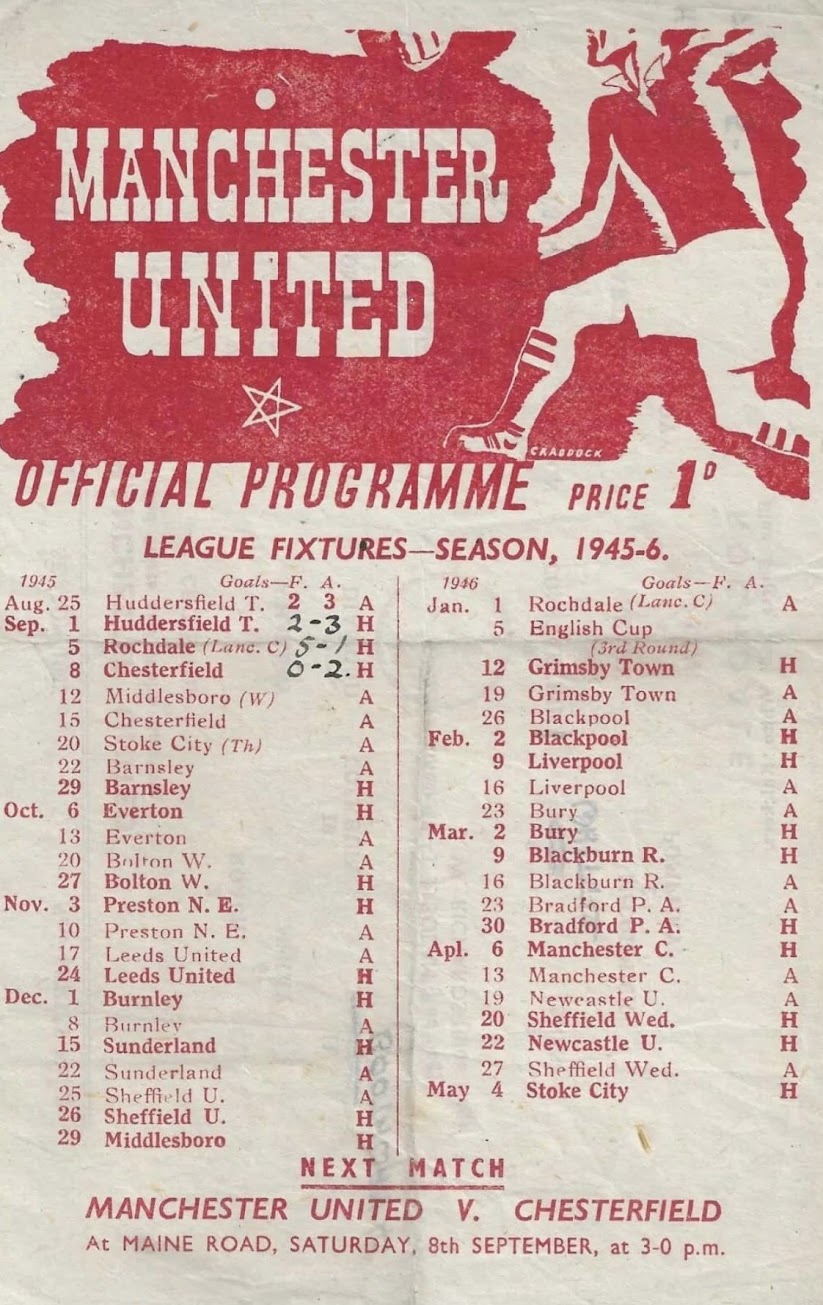 MANCHESTER
UNITED
CRADDOCK
OFFICIAL PROGRAMME PRICE 1D
LEAGUE FIXTURES—SEASON, 1945-6.
1945 Goals—F. A.
Aug. 25 Huddersfield T. 2 3 A
Sep. 1 Huddersfield T. 2-3 H
5 Rochdale (Lanc. C) 5-1 H
8 Chesterfield 0-2. H
12 Middlesboro (W) A
15 Chesterfield A
20 Stoke City (Th) A
22 Barnsley A
29 Barnsley H
Oct. 6 Everton H
13 Everton A
20 Bolton W. A
27 Bolton W. H
Nov. 3 Preston N. E. H
10 Preston N. E. A
17 Leeds United A
24 Leeds United H
Dec. 1 Burnley H
8 Burnley A
15 Sunderland H
22 Sunderland A
25 Sheffield U. A
26 Sheffield U. H
29 Middlesboro H
1946 Goals—F. A.
Jan. 1 Rochdale (Lanc. C) A
5 English Cup
(3rd Round)
12 Grimsby Town H
19 Grimsby Town A
26 Blackpool A
Feb. 2 Blackpool H
9 Liverpool H
16 Liverpool A
23 Bury A
Mar. 2 Bury H
9 Blackburn R. H
16 Blackburn R. A
23 Bradford P. A. A
30 Bradford P. A. H
Apl. 6 Manchester C. H
13 Manchester C. A
19 Newcastle U. A
20 Sheffield Wed. H
22 Newcastle U. H
27 Sheffield Wed. A
May 4 Stoke City H
NEXT MATCH
MANCHESTER UNITED V. CHESTERFIELD
At MAINE ROAD, SATURDAY, 8th SEPTEMBER, at 3-0 p.m.